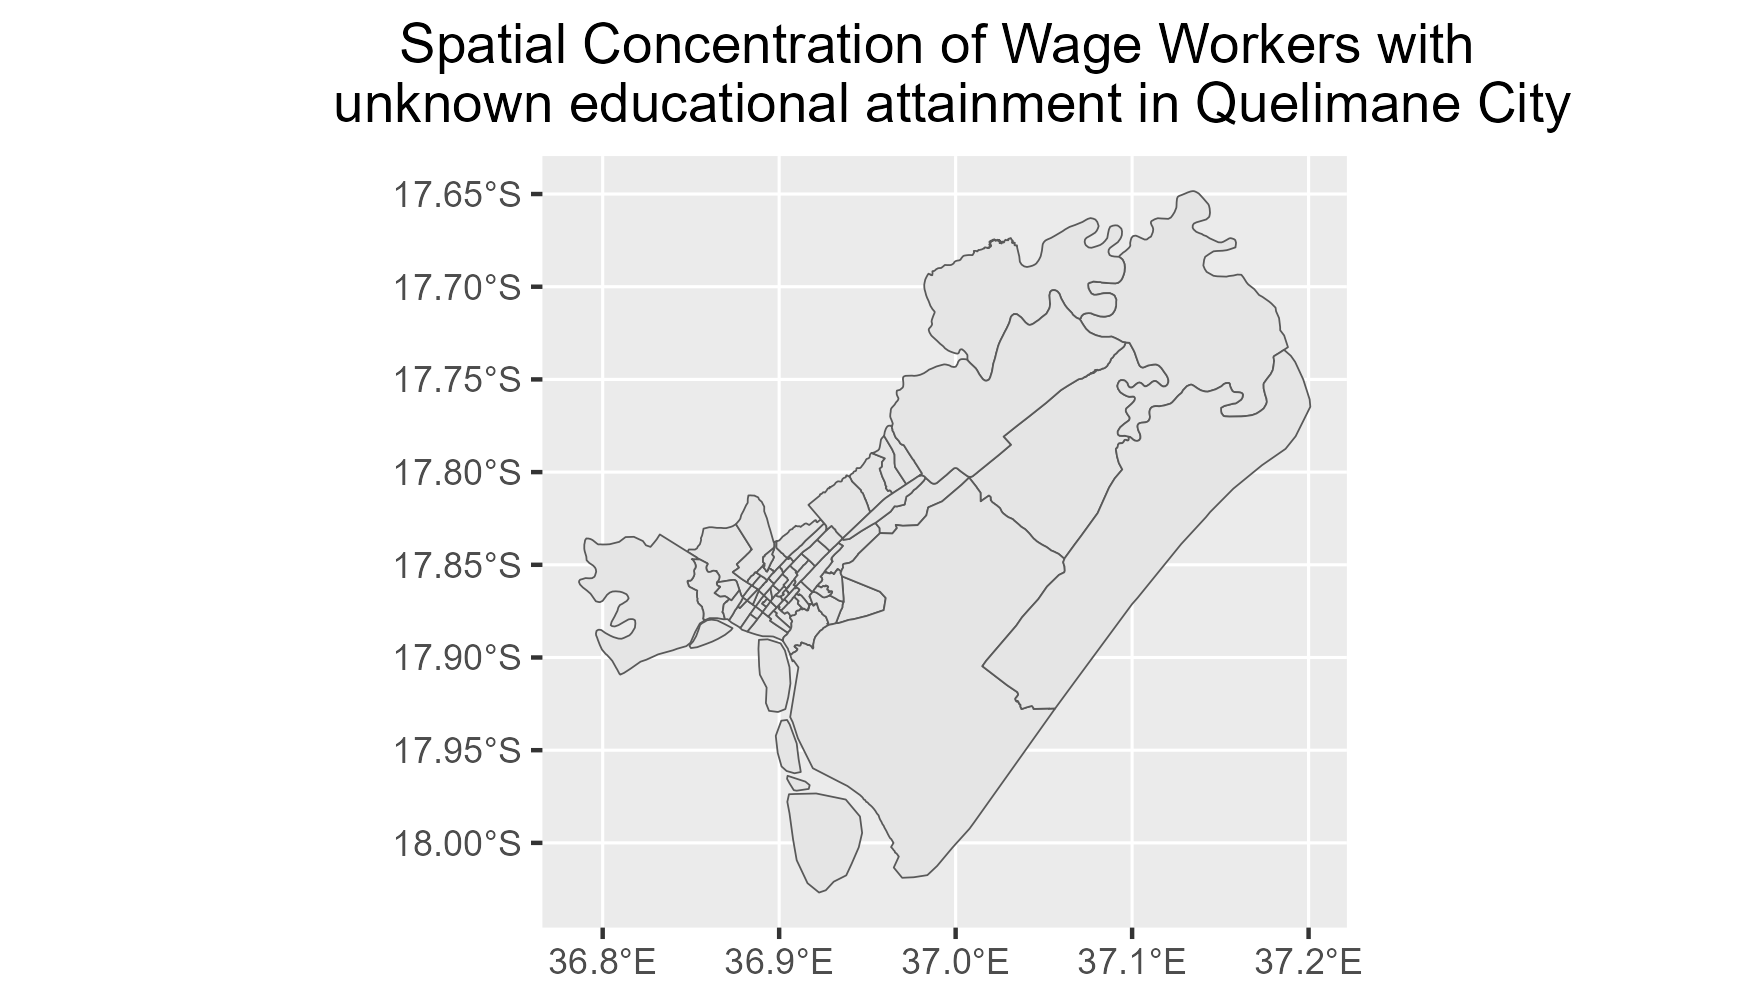 Spatial Concentration of Wage Workers with
unknown educational attainment in Quelimane City
17.65°S
17.70°S
17.75°S
17.80°S
17.85°S
17.90°S
17.95°S
18.00°S
36.8°E 36.9°E 37.0°E 37.1°E 37.2°E